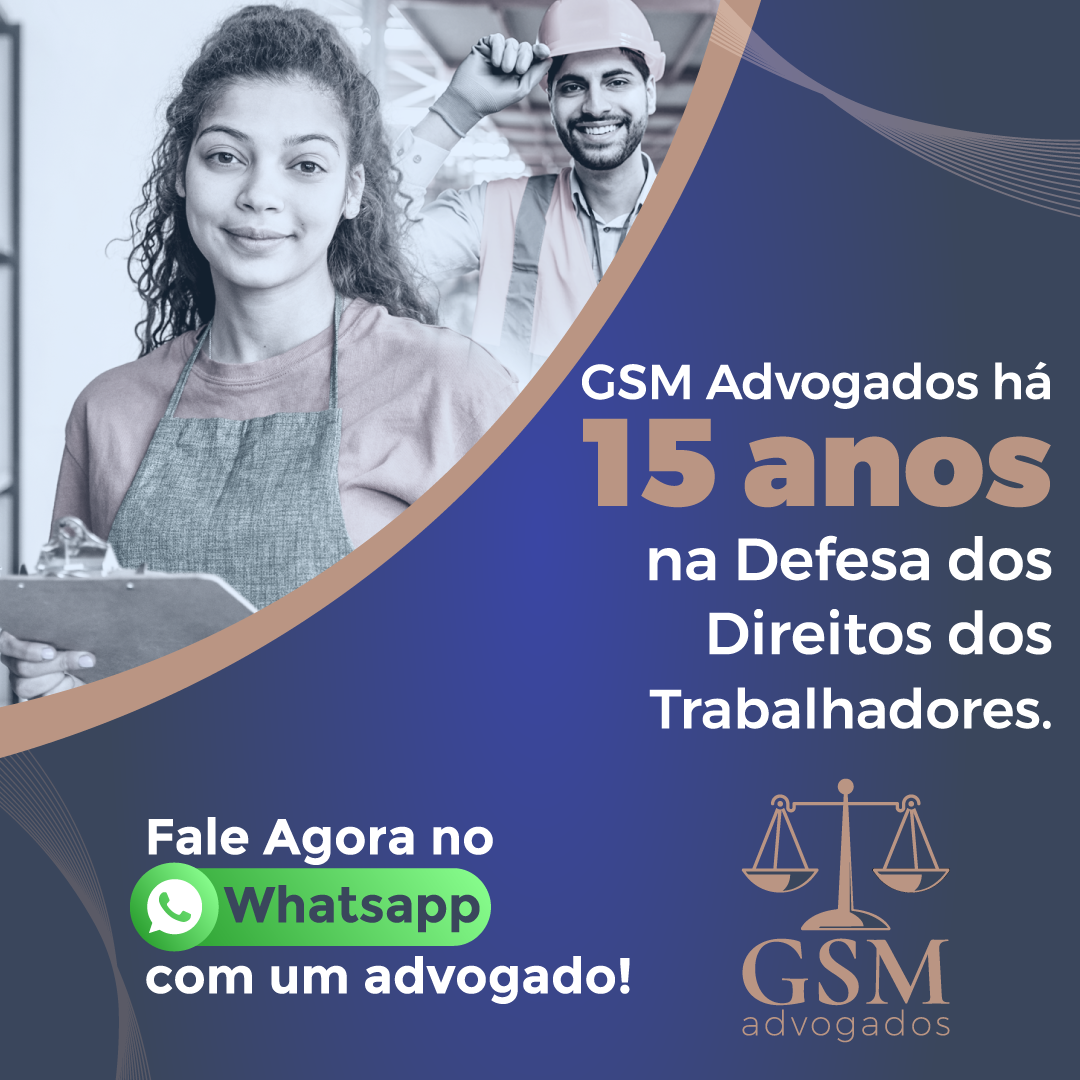 GSM Advogados há
15 anos
na Defesa dos
Direitos dos
Trabalhadores.
Fale Agora no
Whatsapp
com um advogado!
GSM
advogados